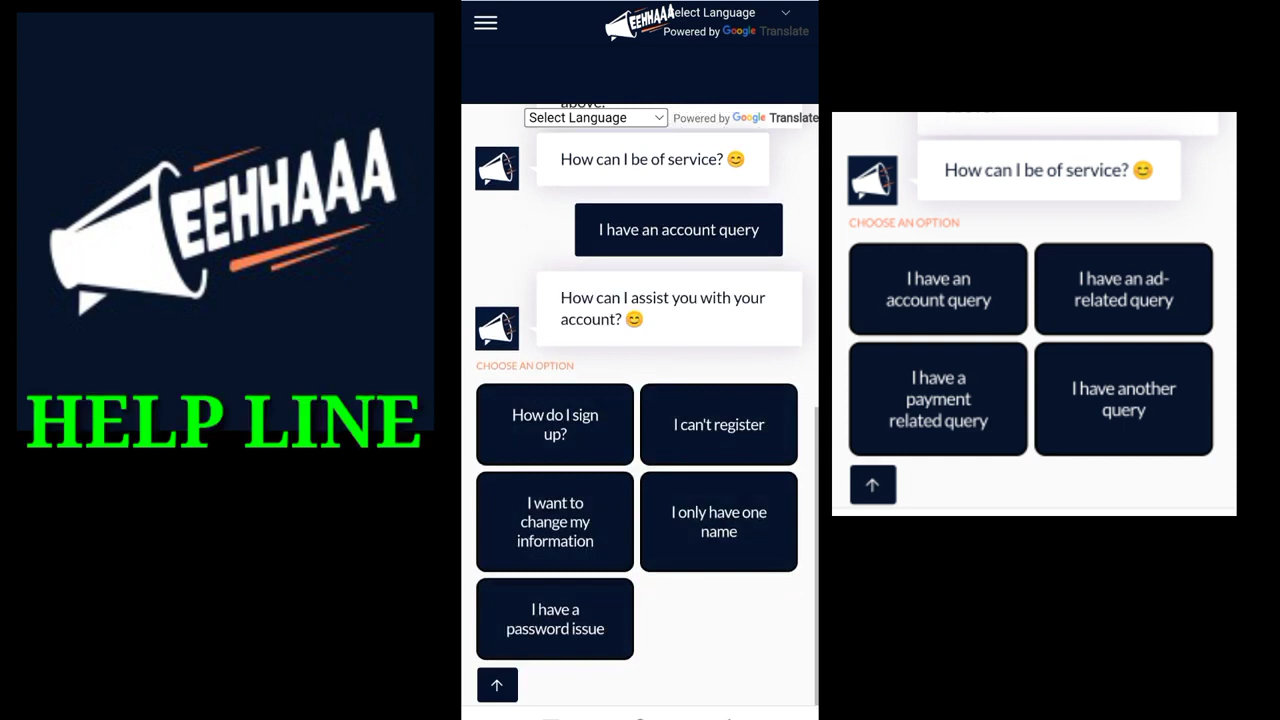 EEHHAAA
HELP LINE
EEHHAAA
elect Language
Powered by Google Translate
above.
Select Language
Powered by Google Translate
How can I be of service? 😊
I have an account query
How can I assist you with your
account? 😊
CHOOSE AN OPTION
How do I sign
up?
I can't register
I want to
change my
information
I only have one
name
I have a
password issue
How can I be of service? 😊
CHOOSE AN OPTION
I have an
account query
I have an ad-
related query
I have a
payment
related query
I have another
query